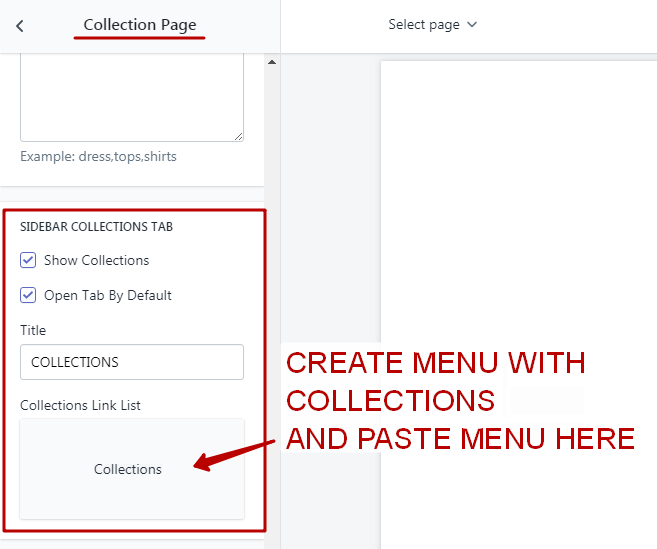 Collection Page
Select page
Example: dress,tops,shirts
SIDEBAR COLLECTIONS TAB
Show Collections
Open Tab By Default
Title
COLLECTIONS
Collections Link List
Collections
CREATE MENU WITH
COLLECTIONS
AND PASTE MENU HERE